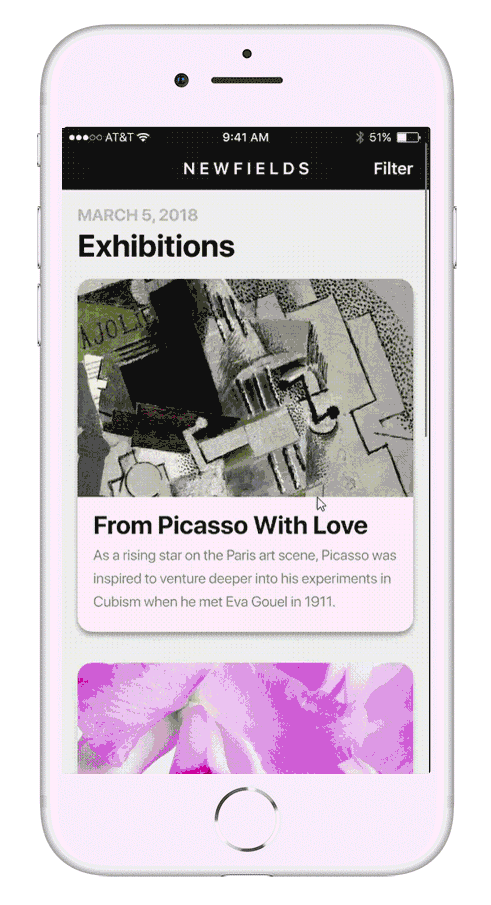 AT&T 9:41 AM 51%
NEWFIELDS Filter
MARCH 5, 2018
Exhibitions
AJOLIE
From Picasso With Love
As a rising star on the Paris art scene, Picasso was
inspired to venture deeper into his experiments in
Cubism when he met Eva Gouel in 1911.